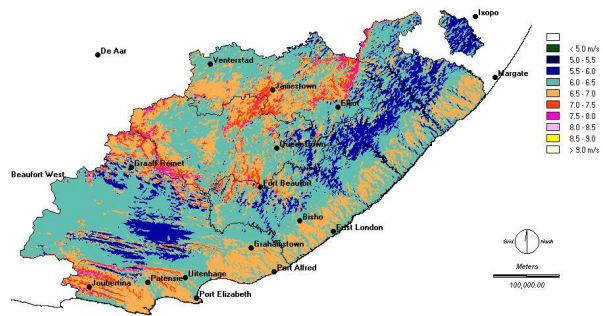 Ixopo
De Aar
Venterstad
Margate
Jamestown
Elliot
Queenstown
Graaff Reinet
Beaufort West
Fort Beaufort
Bisho
East London
Grahamstown
Port Alfred
Uitenhage
Patensie
Joubertina
Port Elizabeth
< 5.0 m/s
5.0 - 5.5
5.5 - 6.0
6.0 - 6.5
6.5 - 7.0
7.0 - 7.5
7.5 - 8.0
8.0 - 8.5
8.5 - 9.0
> 9.0 m/s
Grid North
Meters
100,000.00